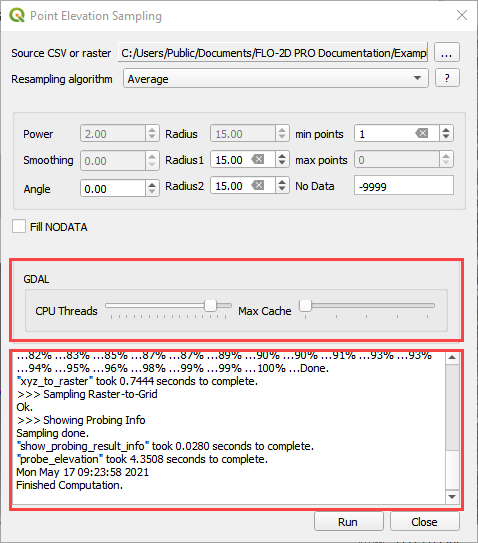 Point Elevation Sampling
Source CSV or raster C:/Users/Public/Documents/FLO-2D PRO Documentation/Exampl ...
Resampling algorithm Average ?
Power 2.00 Radius 15.00 min points 1
Smoothing 0.00 Radius1 15.00 max points 0
Angle 0.00 Radius2 15.00 No Data -9999
Fill NODATA
GDAL
CPU Threads Max Cache
...82% ...83% ...85% ...87% ...87% ...89% ...90% ...90% ...91% ...93% ...93%
...94% ...95% ...96% ...98% ...99% ...99% ...100% ...Done.
"xyz_to_raster" took 0.7444 seconds to complete.
>>> Sampling Raster-to-Grid
Ok.
>>> Showing Probing Info
Sampling done.
"show_probing_result_info" took 0.0280 seconds to complete.
"probe_elevation" took 4.3508 seconds to complete.
Mon May 17 09:23:58 2021
Finished Computation.
Run Close